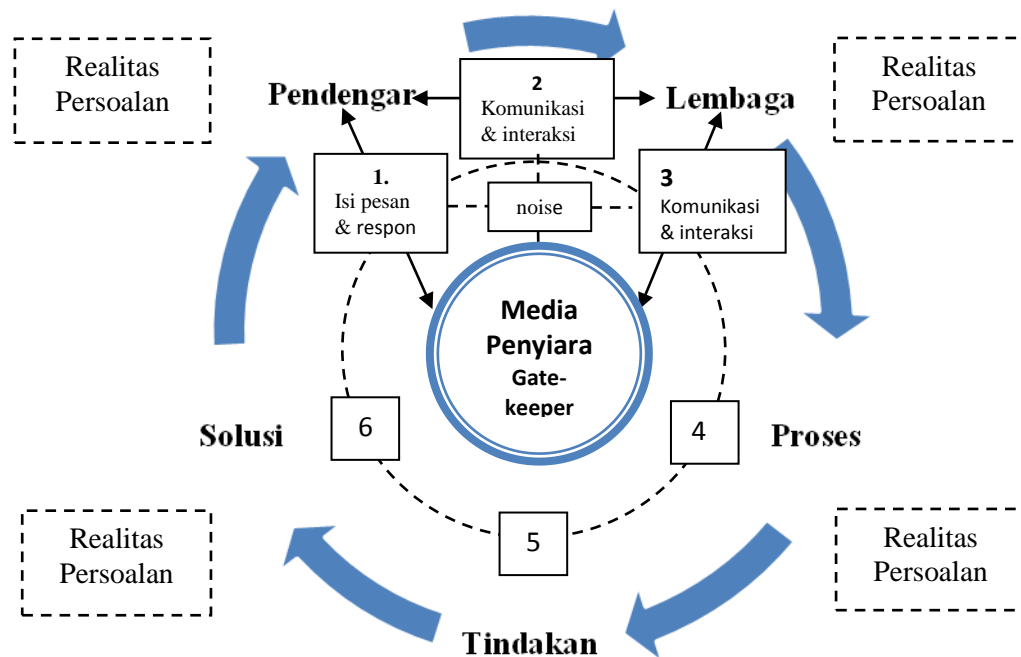 Realitas
Persoalan
Realitas
Persoalan
Pendengar
2
Komunikasi
& interaksi
Lembaga
1.
Isi pesan
& respon
noise
3
Komunikasi
& interaksi
Media
Penyiara
Gate-
keeper
Solusi
6
4
Proses
Realitas
Persoalan
5
Realitas
Persoalan
Tindakan